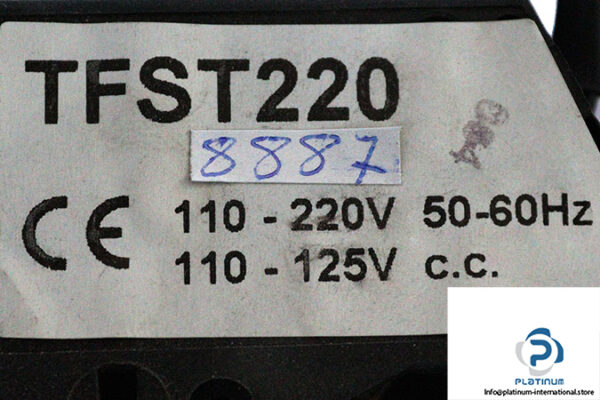 TFST220
8887
CE 110 - 220V 50-60Hz
110 - 125V c.c.
PLATINUM
Info@platinum-international.store